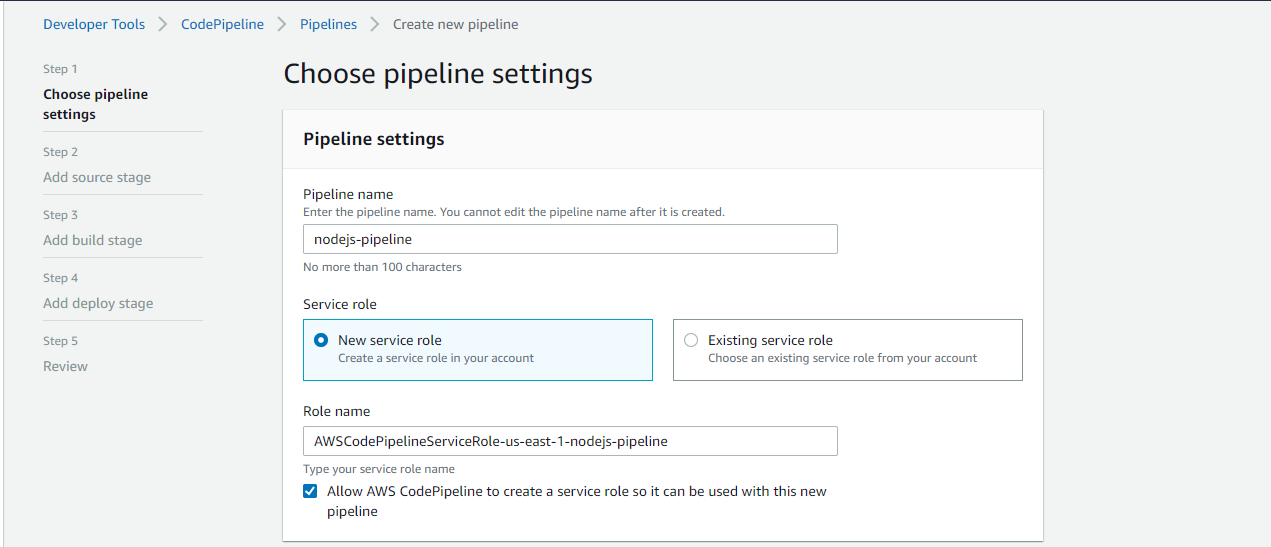 Developer Tools > CodePipeline > Pipelines > Create new pipeline
Step 1
Choose pipeline
settings
Step 2
Add source stage
Step 3
Add build stage
Step 4
Add deploy stage
Step 5
Review
Choose pipeline settings
Pipeline settings
Pipeline name
Enter the pipeline name. You cannot edit the pipeline name after it is created.
nodejs-pipeline
No more than 100 characters
Service role
New service role
Create a service role in your account
Existing service role
Choose an existing service role from your account
Role name
AWSCodePipelineServiceRole-us-east-1-nodejs-pipeline
Type your service role name
Allow AWS CodePipeline to create a service role so it can be used with this new
pipeline